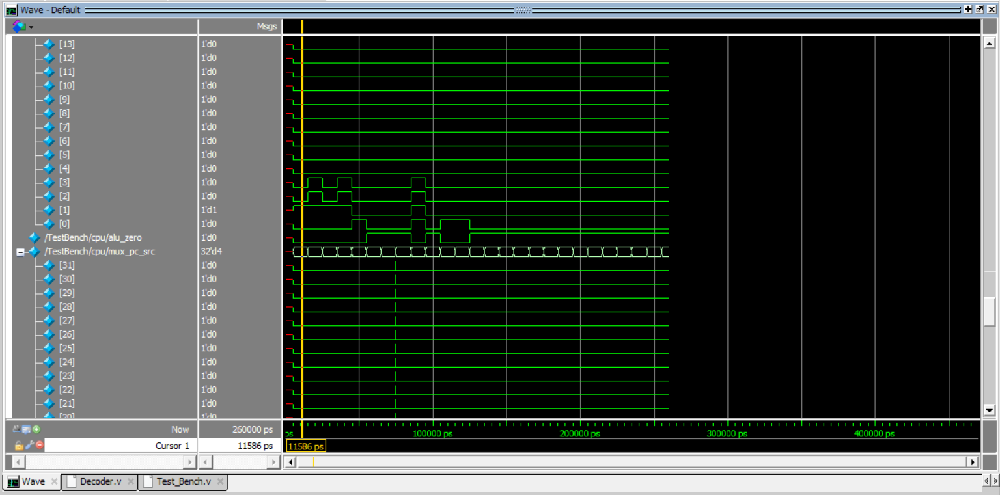 Wave - Default
Msgs
[13] 1'd0
[12] 1'd0
[11] 1'd0
[10] 1'd0
[9] 1'd0
[8] 1'd0
[7] 1'd0
[6] 1'd0
[5] 1'd0
[4] 1'd0
[3] 1'd0
[2] 1'd0
[1] 1'd1
[0] 1'd0
/TestBench/cpu/alu_zero 1'd0
/TestBench/cpu/mux_pc_src 32'd4
[31] 1'd0
[30] 1'd0
[29] 1'd0
[28] 1'd0
[27] 1'd0
[26] 1'd0
[25] 1'd0
[24] 1'd0
[23] 1'd0
[22] 1'd0
[21] 1'd0
[20] 1'd0
Now 260000 ps ps 100000 ps 200000 ps 300000 ps 400000 ps
Cursor 1 11586 ps 11586 ps
Wave Decoder.v Test_Bench.v